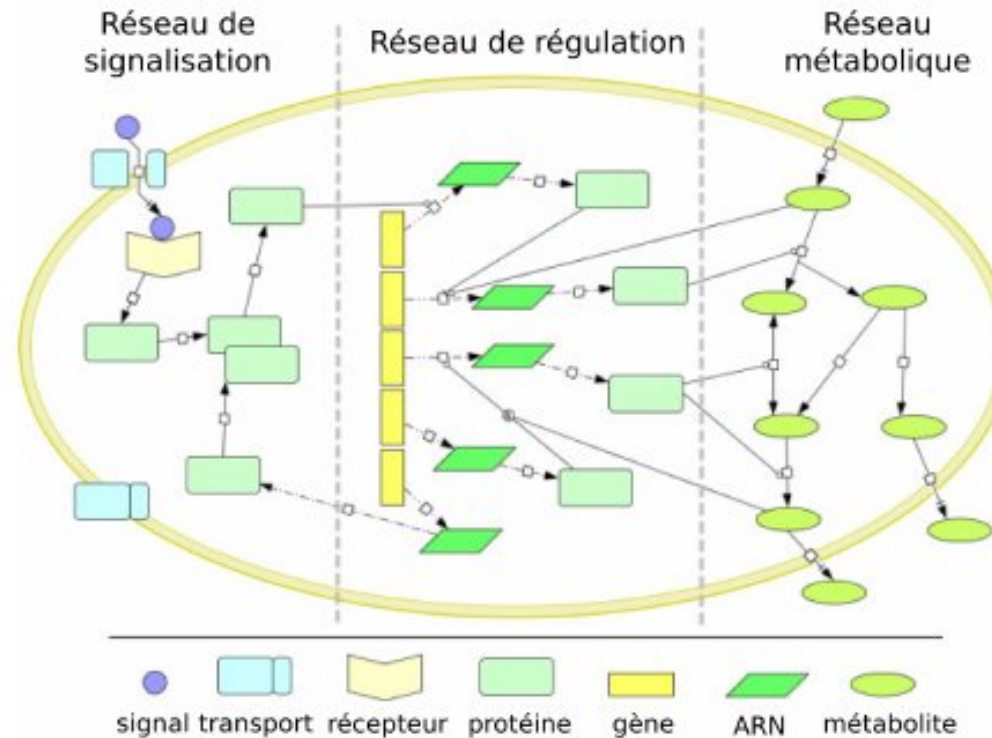 Réseau de
signalisation
Réseau de régulation
Réseau
métabolique
signal transport récepteur protéine gène ARN métabolite